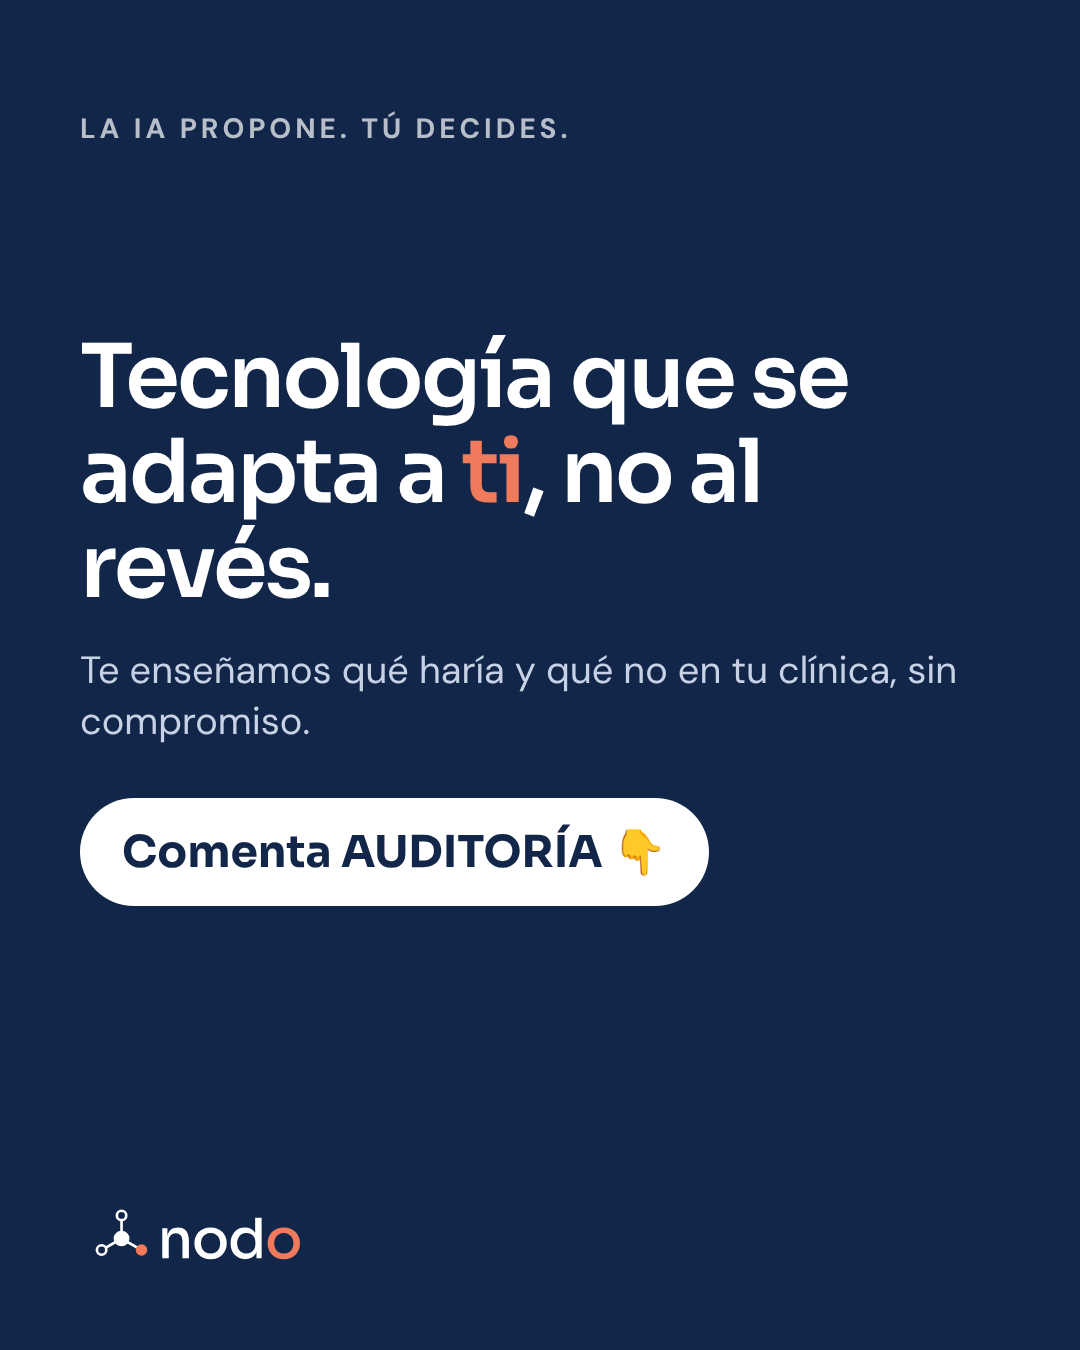 LA IA PROPONE. TÚ DECIDES.
Tecnología que se
adapta a ti, no al
revés.
Te enseñamos qué haría y qué no en tu clínica, sin
compromiso.
Comenta AUDITORÍA 👇
nodo